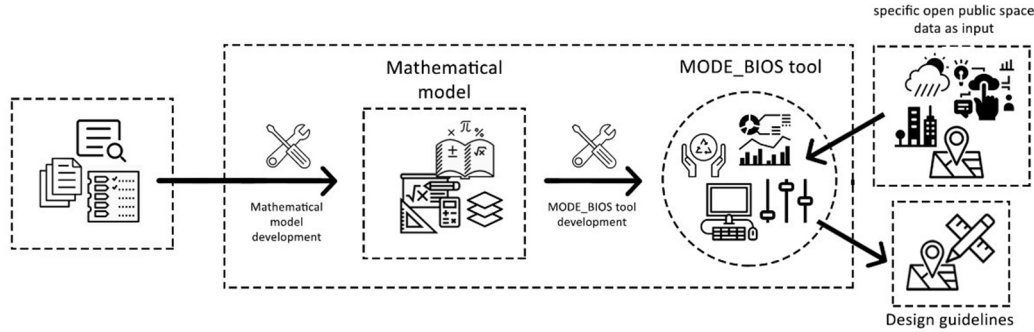 specific open public space
data as input
Mathematical
model
MODE_BIOS tool
Mathematical
model
development
MODE_BIOS tool
development
Design guidelines